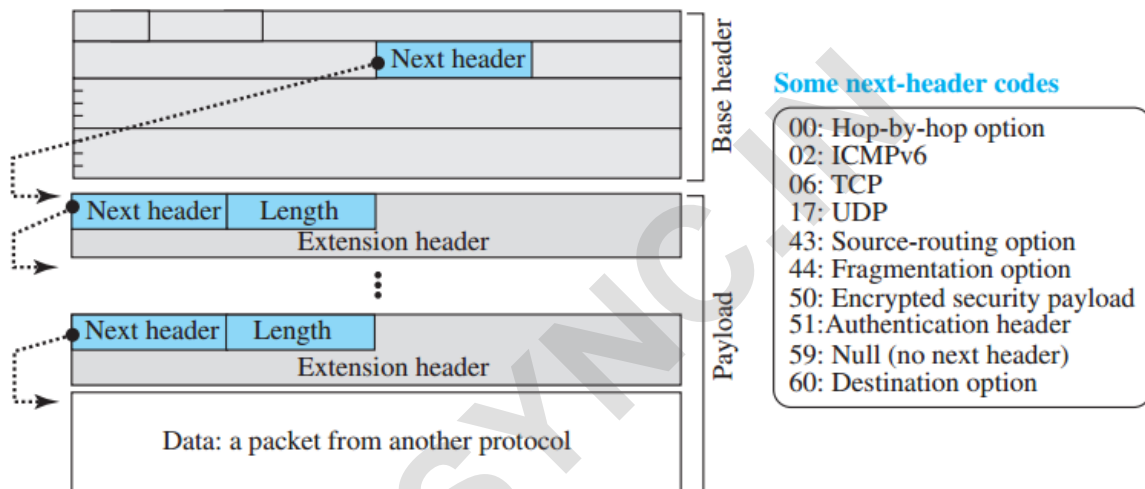 Next header
Base header
Next header Length
Extension header
Next header Length
Extension header
Payload
Data: a packet from another protocol
Some next-header codes
00: Hop-by-hop option
02: ICMPv6
06: TCP
17: UDP
43: Source-routing option
44: Fragmentation option
50: Encrypted security payload
51:Authentication header
59: Null (no next header)
60: Destination option
SYNC.IN